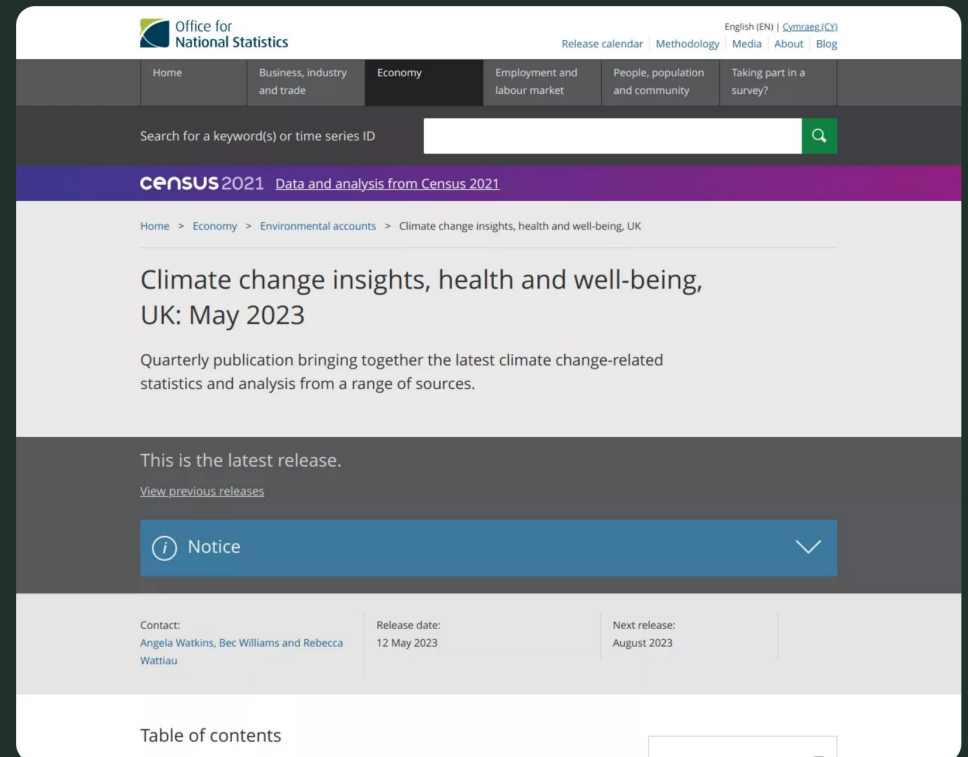 Office for
National Statistics
English (EN) | Cymraeg (CY)
Release calendar Methodology Media About Blog
Home
Business, industry
and trade
Economy
Employment and
labour market
People, population
and community
Taking part in a
survey?
Search for a keyword(s) or time series ID
census 2021 Data and analysis from Census 2021
Home > Economy > Environmental accounts > Climate change insights, health and well-being, UK
Climate change insights, health and well-being,
UK: May 2023
Quarterly publication bringing together the latest climate change-related
statistics and analysis from a range of sources.
This is the latest release.
View previous releases
i Notice
Contact:
Angela Watkins, Bec Williams and Rebecca
Wattiau
Release date:
12 May 2023
Next release:
August 2023
Table of contents